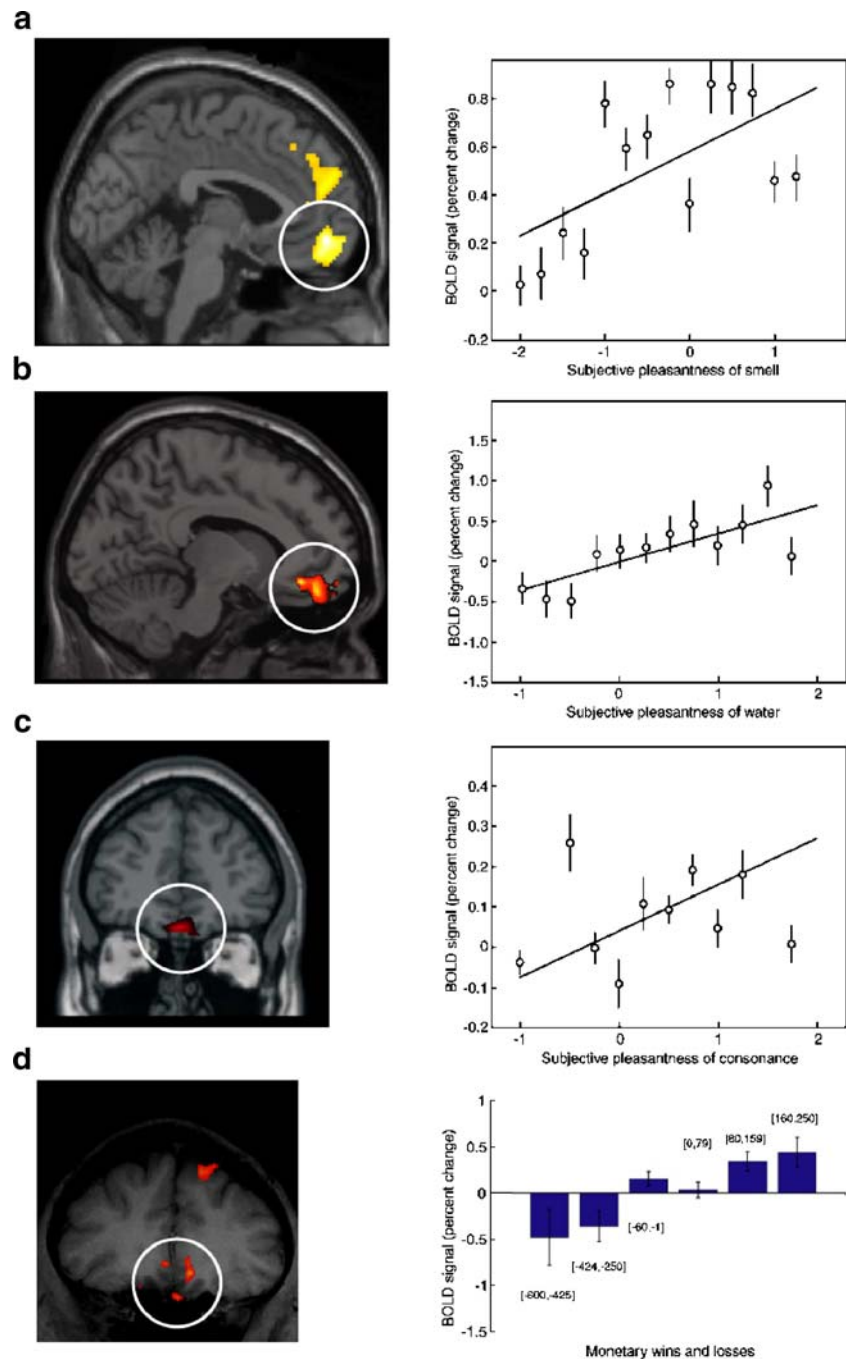 a
BOLD signal (percent change)
0.8
0.6
0.4
0.2
0
-0.2
-2 -1 0 1
Subjective pleasantness of smell
b
BOLD signal (percent change)
1.5
1.0
0.5
0
-0.5
-1.0
-1.5
-1 0 1 2
Subjective pleasantness of water
c
BOLD signal (percent change)
0.4
0.3
0.2
0.1
0
-0.1
-0.2
-1 0 1 2
Subjective pleasantness of consonance
d
BOLD signal (percent change)
1
0.5
0
-0.5
-1
-1.5
[0,79] [80,159] [160,250]
[-60,-1]
[-424,-250]
[-600,-425]
Monetary wins and losses